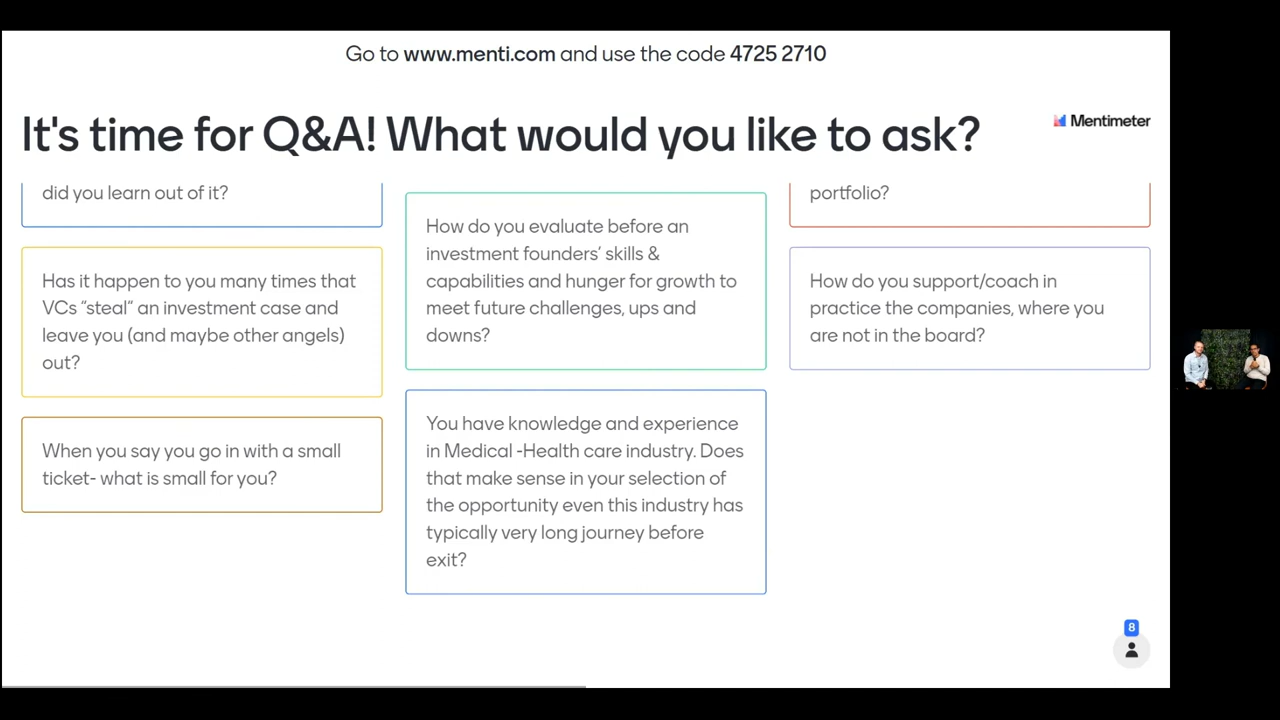 Go to www.menti.com and use the code 4725 2710
It's time for Q&A! What would you like to ask?
Mentimeter
did you learn out of it?
Has it happen to you many times that
VCs “steal” an investment case and
leave you (and maybe other angels)
out?
When you say you go in with a small
ticket- what is small for you?
How do you evaluate before an
investment founders’ skills &
capabilities and hunger for growth to
meet future challenges, ups and
downs?
You have knowledge and experience
in Medical -Health care industry. Does
that make sense in your selection of
the opportunity even this industry has
typically very long journey before
exit?
portfolio?
How do you support/coach in
practice the companies, where you
are not in the board?
8